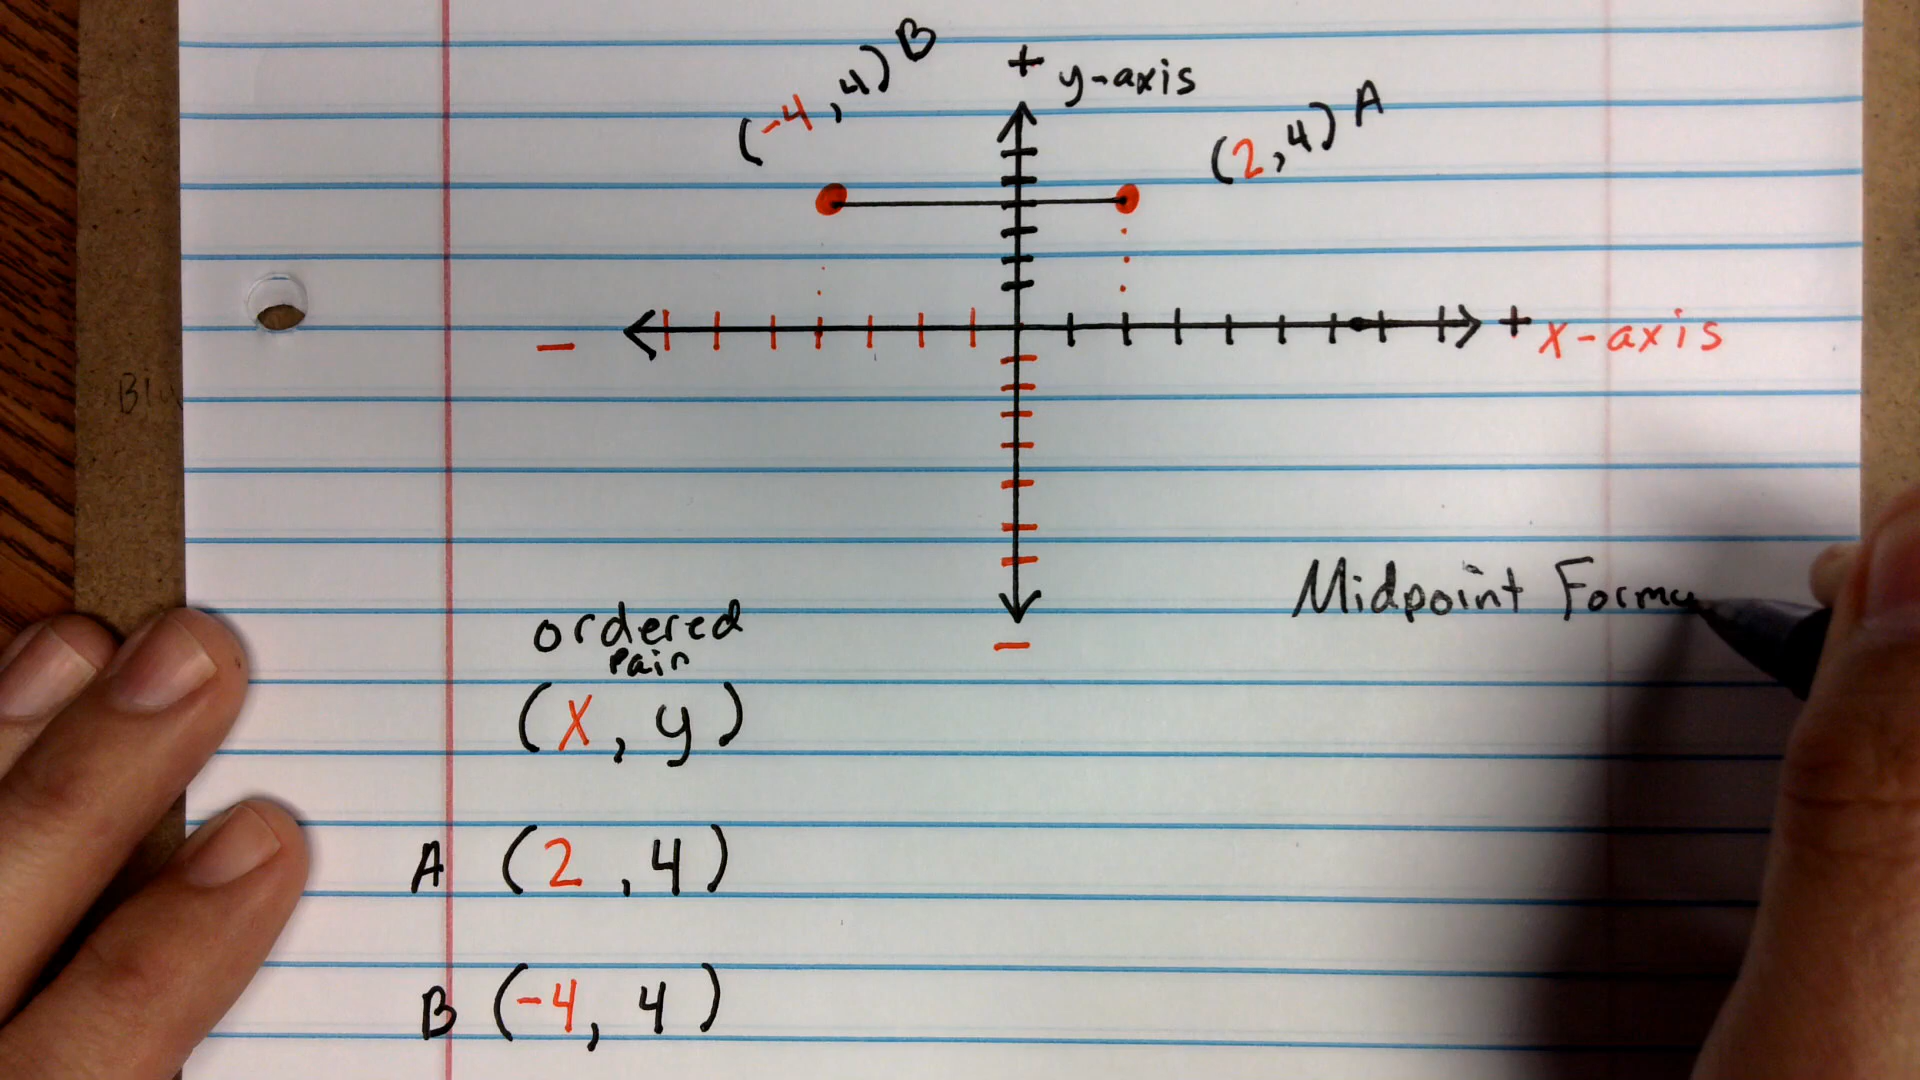 (-4,4) B
+ y-axis
(2,4) A
- + x-axis
Midpoint Formu
-
ordered
pair
(x, y)
A (2,4)
B (-4, 4)